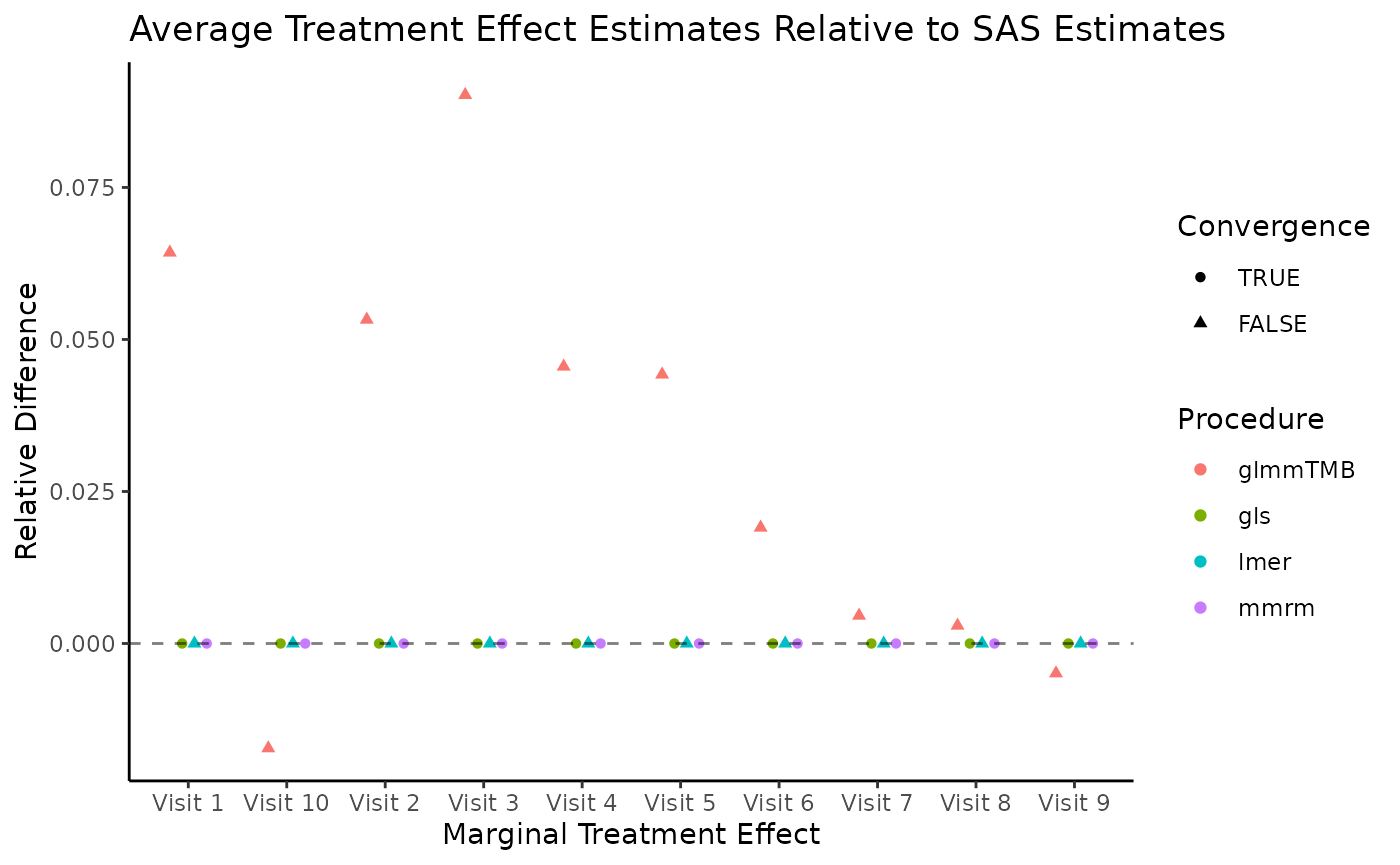 Average Treatment Effect Estimates Relative to SAS Estimates
Relative Difference
0.075
0.050
0.025
0.000
Visit 1 Visit 10 Visit 2 Visit 3 Visit 4 Visit 5 Visit 6 Visit 7 Visit 8 Visit 9
Marginal Treatment Effect
Convergence
TRUE
FALSE
Procedure
glmmTMB
gls
lmer
mmrm